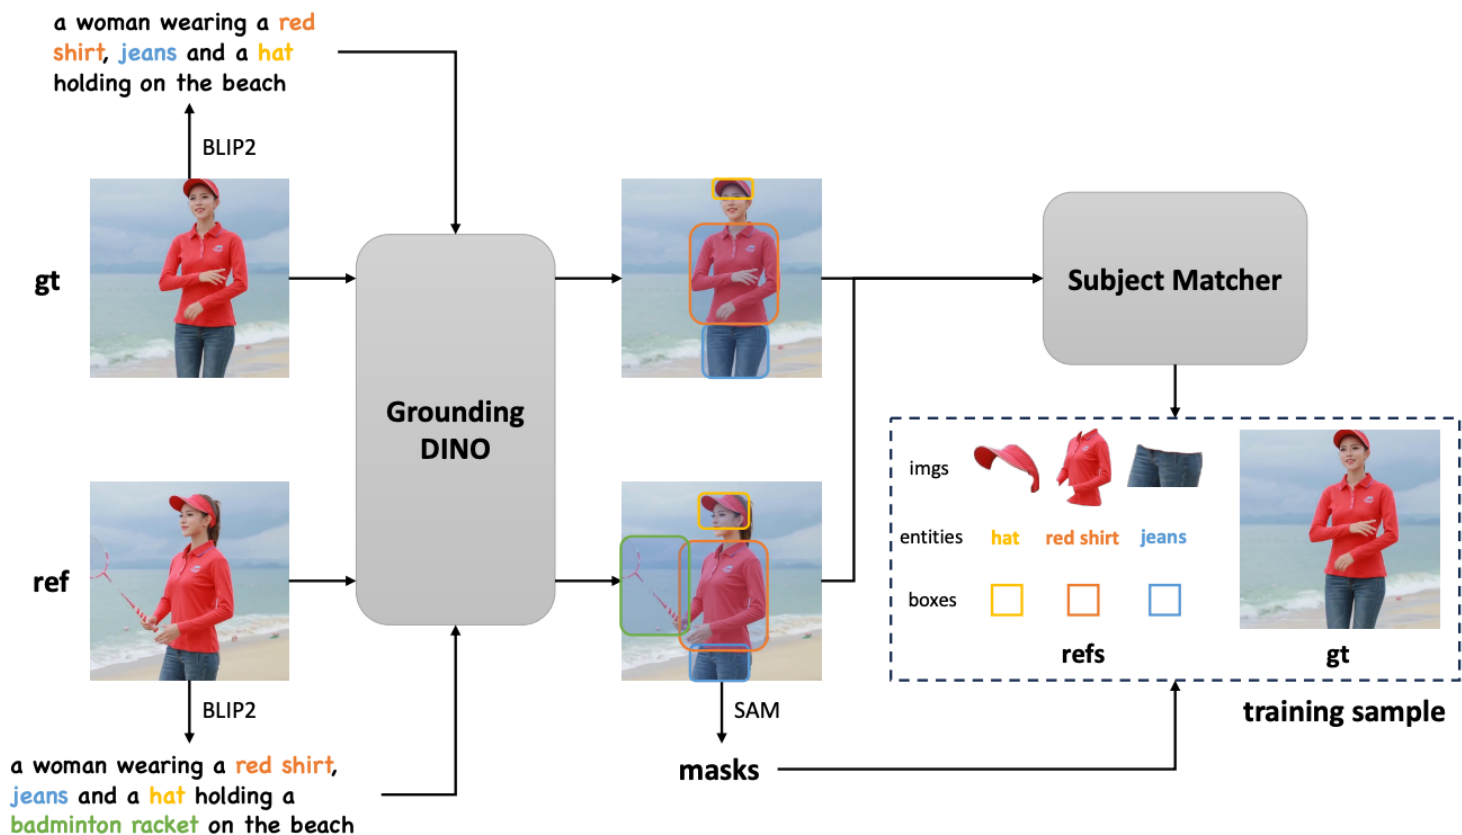 a woman wearing a red
shirt, jeans and a hat
holding on the beach
BLIP2
gt
Grounding
DINO
Subject Matcher
ref
BLIP2
a woman wearing a red shirt,
jeans and a hat holding a
badminton racket on the beach
SAM
masks
imgs
entities hat red shirt jeans
boxes
refs
gt
training sample